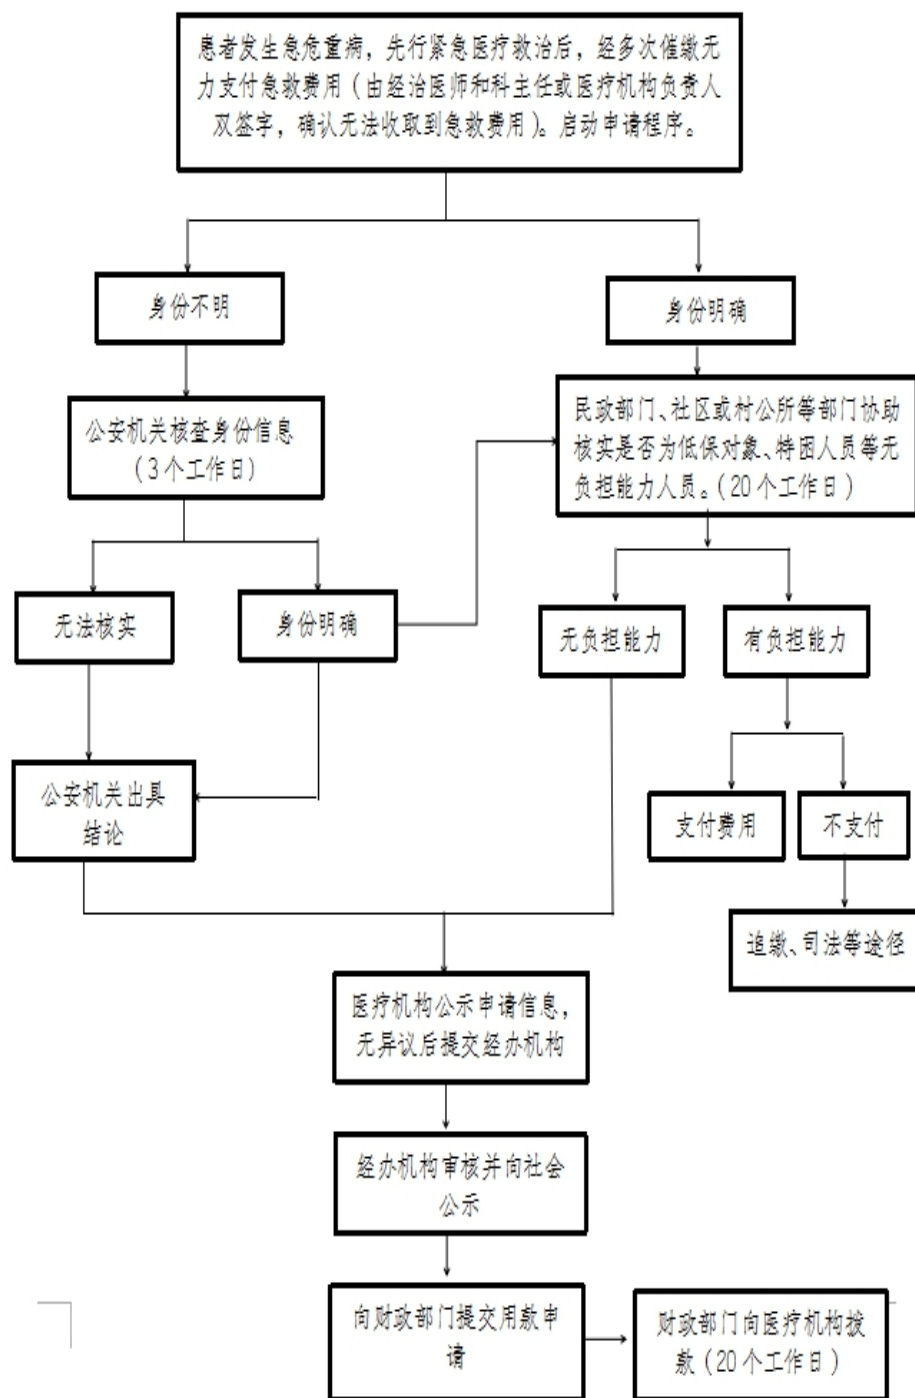 患者发生急危重病，先行紧急医疗救治后，经多次催缴无
力支付急救费用（由经治医师和科主任或医疗机构负责人
双签字，确认无法收取到急救费用）。启动申请程序。
身份不明
身份明确
公安机关核查身份信息
（3个工作日）
民政部门、社区或村公所等部门协助
核实是否为低保对象、特困人员等无
负担能力人员。（20个工作日）
无法核实
身份明确
无负担能力
有负担能力
公安机关出具
结论
支付费用
不支付
追缴、司法等途径
医疗机构公示申请信息，
无异议后提交经办机构
经办机构审核并向社会
公示
向财政部门提交用款申
请
财政部门向医疗机构拨
款（20个工作日）